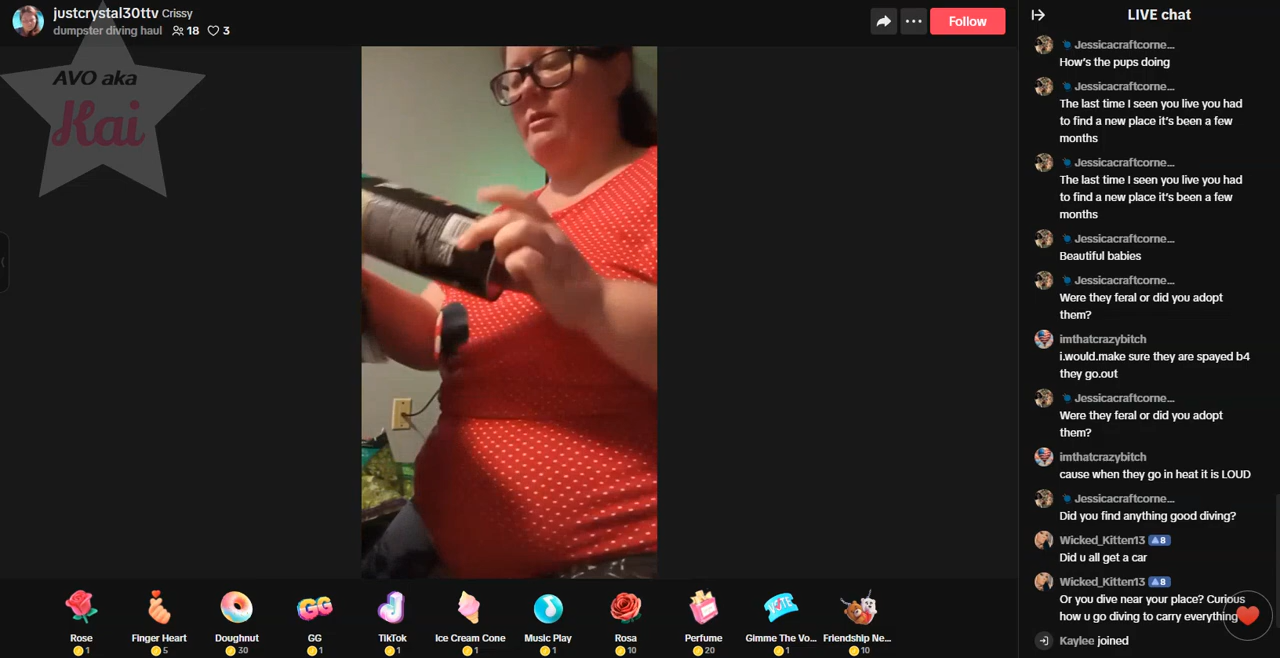 justcrystal30ttv Crissy
dumpster diving haul 18 3
Follow
LIVE chat
AVO aka
Kai
Jessicacraftcorne...
How's the pups doing
Jessicacraftcorne...
The last time I seen you live you had
to find a new place it's been a few
months
Jessicacraftcorne...
The last time I seen you live you had
to find a new place it's been a few
months
Jessicacraftcorne...
Beautiful babies
Jessicacraftcorne...
Were they feral or did you adopt
them?
imthatcrazybitch
i.would.make sure they are spayed b4
they go.out
Jessicacraftcorne...
Were they feral or did you adopt
them?
imthatcrazybitch
cause when they go in heat it is LOUD
Jessicacraftcorne...
Did you find anything good diving?
Wicked_Kitten13 8
Did u all get a car
Wicked_Kitten13 8
Or you dive near your place? Curious
how u go diving to carry everything
Kaylee joined
GG
VOTE
Rose Finger Heart Doughnut GG TikTok Ice Cream Cone Music Play Rosa Perfume Gimme The Vo... Friendship Ne...
1 5 30 1 1 1 1 10 20 1 10